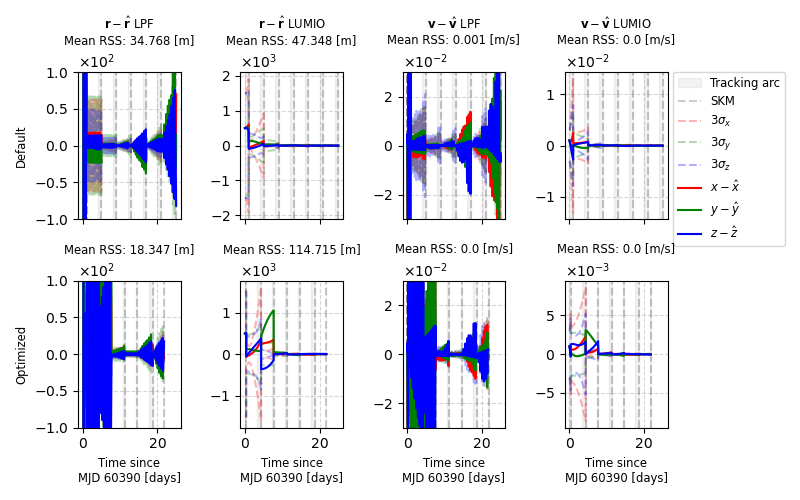 r − r̂ LPF
Mean RSS: 34.768 [m]
r − r̂ LUMIO
Mean RSS: 47.348 [m]
v − v̂ LPF
Mean RSS: 0.001 [m/s]
v − v̂ LUMIO
Mean RSS: 0.0 [m/s]
×10²
×10³
×10⁻²
×10⁻²
Default
1.0
0.5
0.0
−0.5
−1.0
2
1
0
−1
−2
2
0
−2
1
0
−1
Tracking arc
SKM
3σₓ
3σ_y
3σ_z
x − x̂
y − ŷ
z − ẑ
Mean RSS: 18.347 [m]
Mean RSS: 114.715 [m]
Mean RSS: 0.0 [m/s]
Mean RSS: 0.0 [m/s]
×10²
×10³
×10⁻²
×10⁻³
Optimized
1.0
0.5
0.0
−0.5
−1.0
1
0
−1
2
0
−2
5
0
−5
0 20
0 20
0 20
0 20
Time since
MJD 60390 [days]
Time since
MJD 60390 [days]
Time since
MJD 60390 [days]
Time since
MJD 60390 [days]